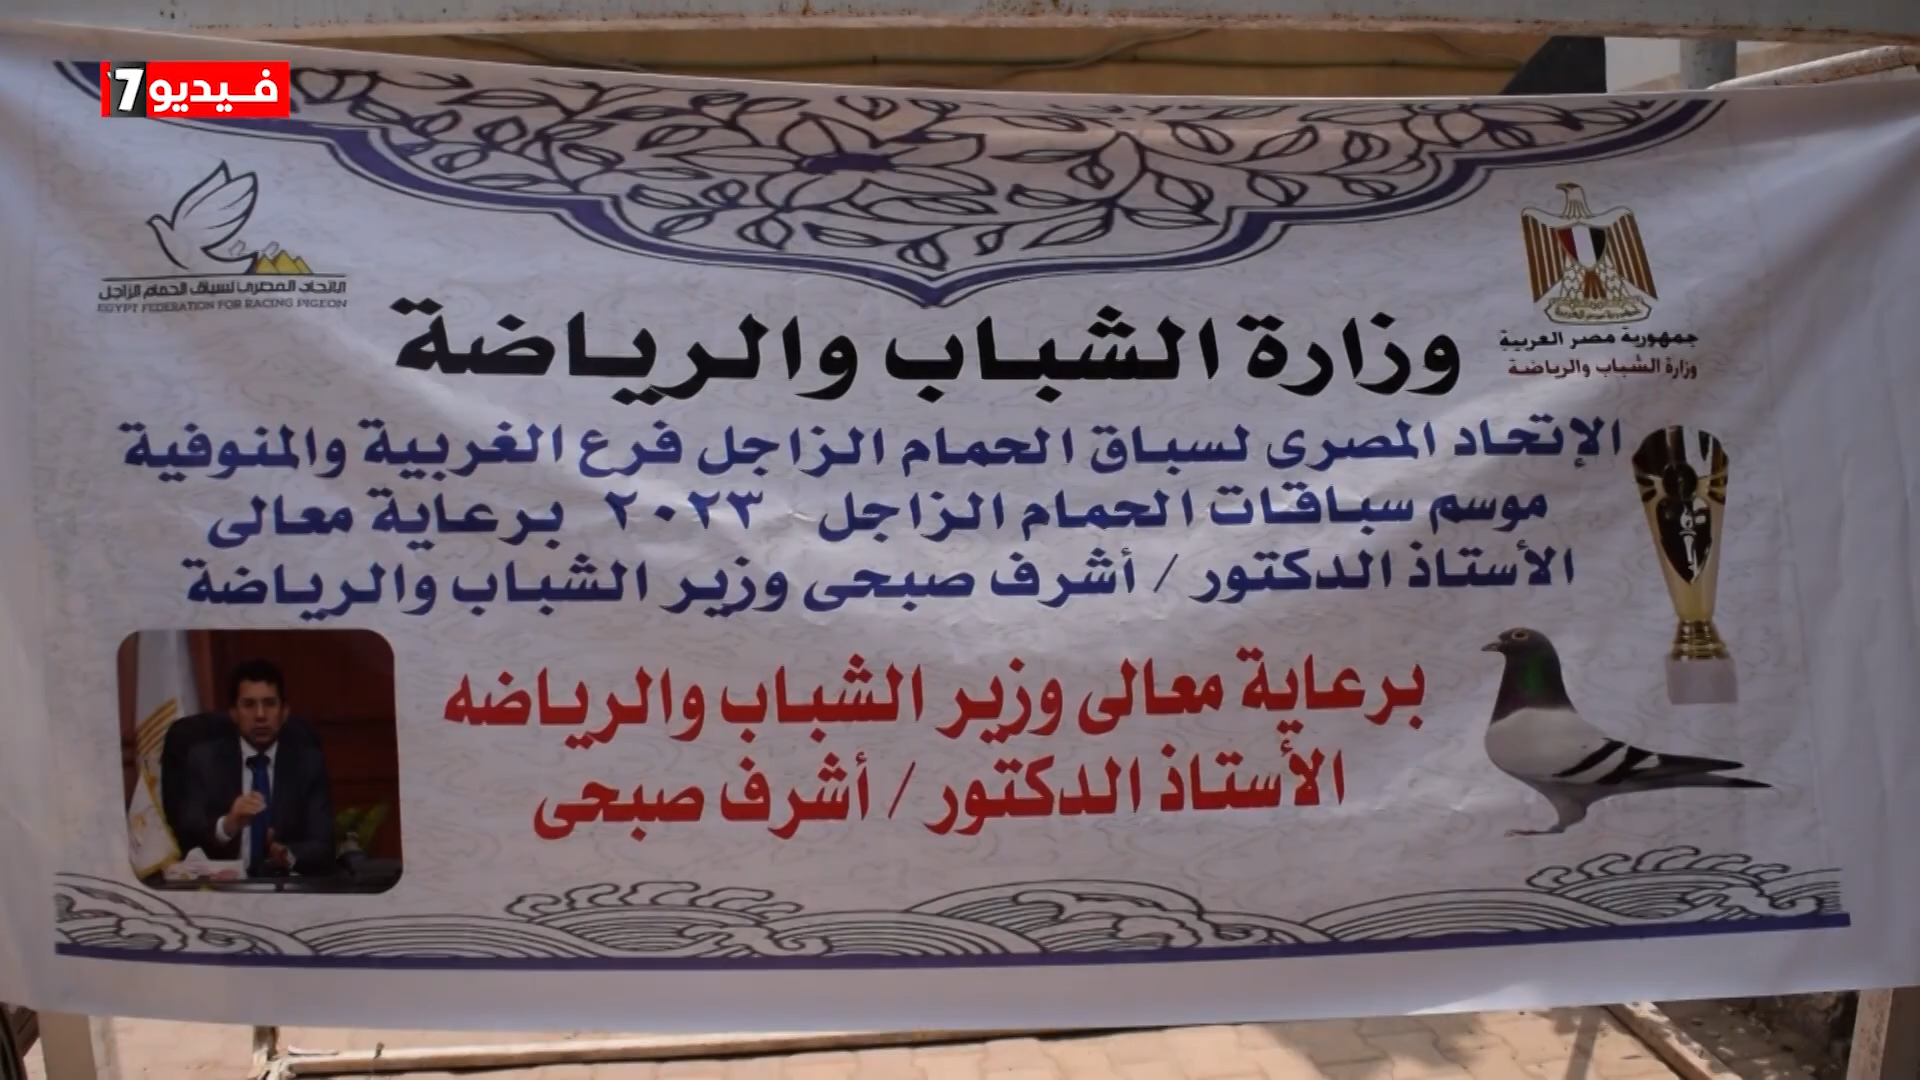 فيديو7
الاتحاد المصرى لسباق الحمام الزاجل
EGYPT FEDERATION FOR RACING PIGEON
جمهورية مصر العربية
وزارة الشباب والرياضة
وزارة الشباب والرياضة
الإتحاد المصرى لسباق الحمام الزاجل فرع الغربية والمنوفية
موسم سباقات الحمام الزاجل ٢٠٢٣ برعاية معالى
الأستاذ الدكتور / أشرف صبحى وزير الشباب والرياضة
برعاية معالى وزير الشباب والرياضه
الأستاذ الدكتور / أشرف صبحى